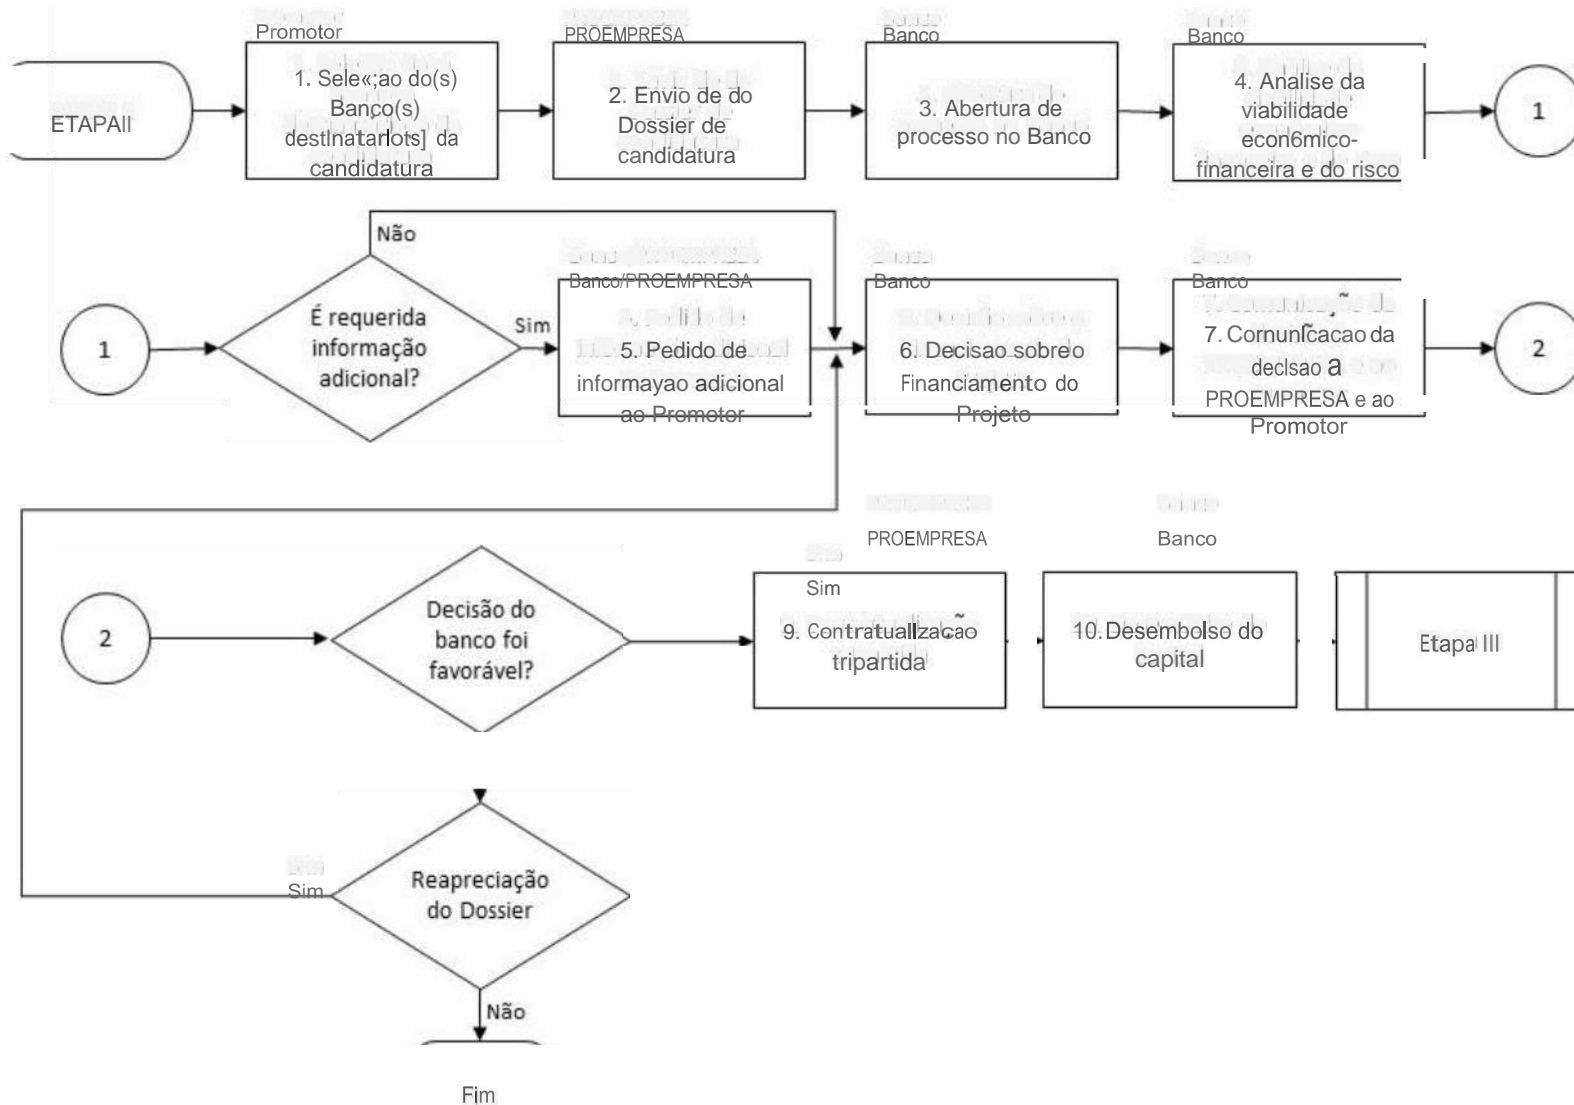 Promotor
PROEMPRESA
Banco
Banco
ETAPAII
1. Sele«;ao do(s)
Banço(s)
destInatarIots] da
candidatura
2. Envio de do
Dossier de
candidatura
3. Abertura de
processo no Banco
4. Analise da
viabilidade
econ6mico-
financeira e do risco
1
Não
Banco/PROEMPRESA
Banco
Banco
1
É requerida
informação
adicional?
Sim
5. Pedido de
informayao adicional
ao Promotor
6. Decisao sobreo
Financiamento do
Projeto
7. Comunícacao da
declsao a
PROEMPRESA e ao
Promotor
2
PROEMPRESA
Banco
Sim
2
Decisão do
banco foi
favorável?
9. Contratualização
tripartida
10. Desembolso do
capital
Etapa III
Sim
Reapreciação
do Dossier
Não
Fim